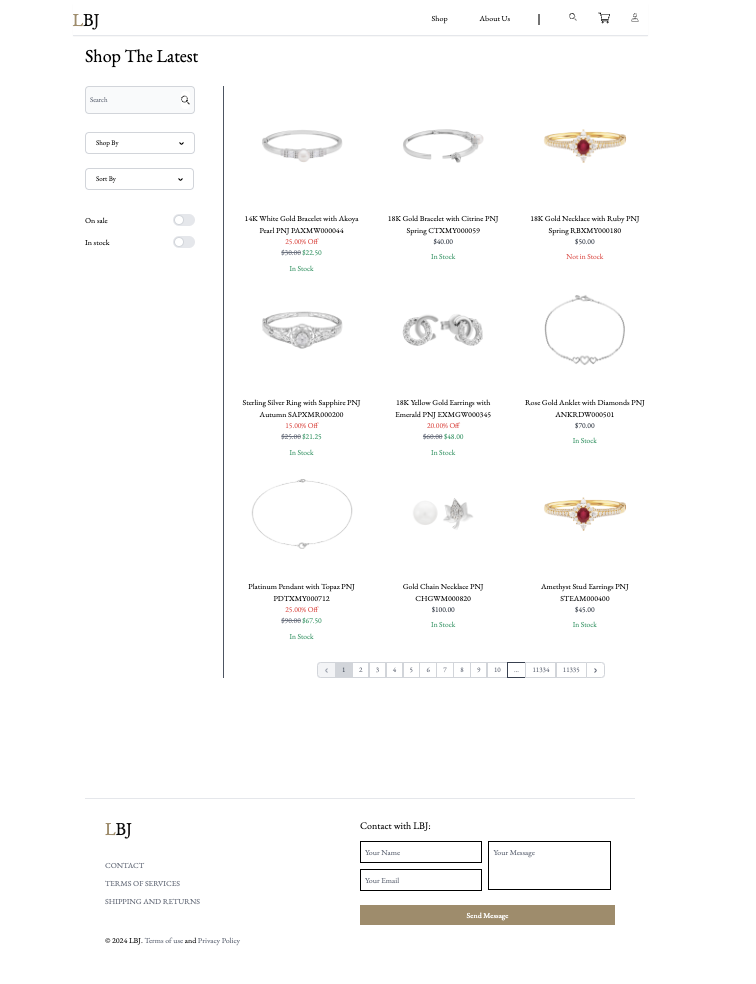 LBJ
Shop
About Us
Shop The Latest
Search
Shop By
Sort By
On sale
In stock
14K White Gold Bracelet with Akoya
Pearl PNJ PAXMW000044
25.00% Off
$30.00 $22.50
In Stock
18K Gold Bracelet with Citrine PNJ
Spring CTXMY000059
$40.00
In Stock
18K Gold Necklace with Ruby PNJ
Spring RBXMY000180
$50.00
Not in Stock
Sterling Silver Ring with Sapphire PNJ
Autumn SAPXMR000200
15.00% Off
$25.00 $21.25
In Stock
18K Yellow Gold Earrings with
Emerald PNJ EXMGW000345
20.00% Off
$60.00 $48.00
In Stock
Rose Gold Anklet with Diamonds PNJ
ANKRDW000501
$70.00
In Stock
Platinum Pendant with Topaz PNJ
PDTXMY000712
25.00% Off
$90.00 $67.50
In Stock
Gold Chain Necklace PNJ
CHGWM000820
$100.00
In Stock
Amethyst Stud Earrings PNJ
STEAM000400
$45.00
In Stock
‹ 1 2 3 4 5 6 7 8 9 10 ... 11334 11335 ›
LBJ
CONTACT
TERMS OF SERVICES
SHIPPING AND RETURNS
© 2024 LBJ. Terms of use and Privacy Policy
Contact with LBJ:
Your Name
Your Message
Your Email
Send Message